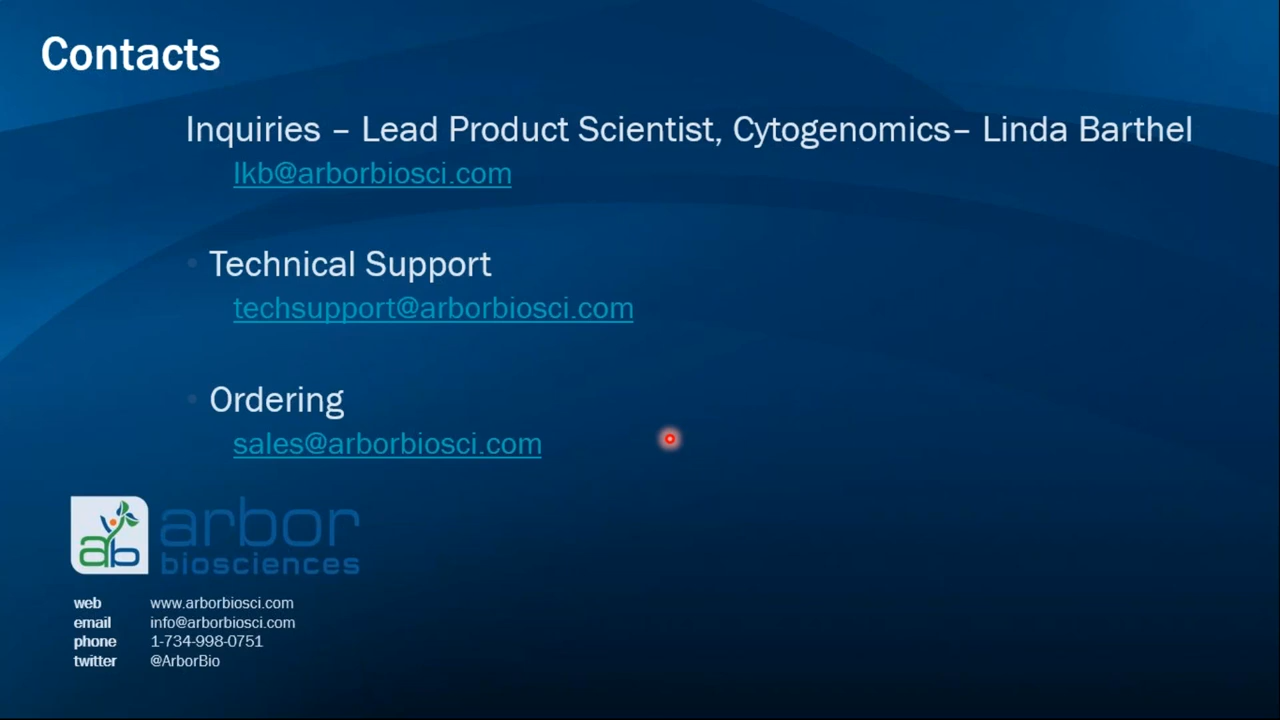 Contacts
Inquiries – Lead Product Scientist, Cytogenomics– Linda Barthel
lkb@arborbiosci.com
• Technical Support
techsupport@arborbiosci.com
• Ordering
sales@arborbiosci.com
ab
arbor
biosciences
web www.arborbiosci.com
email info@arborbiosci.com
phone 1-734-998-0751
twitter @ArborBio